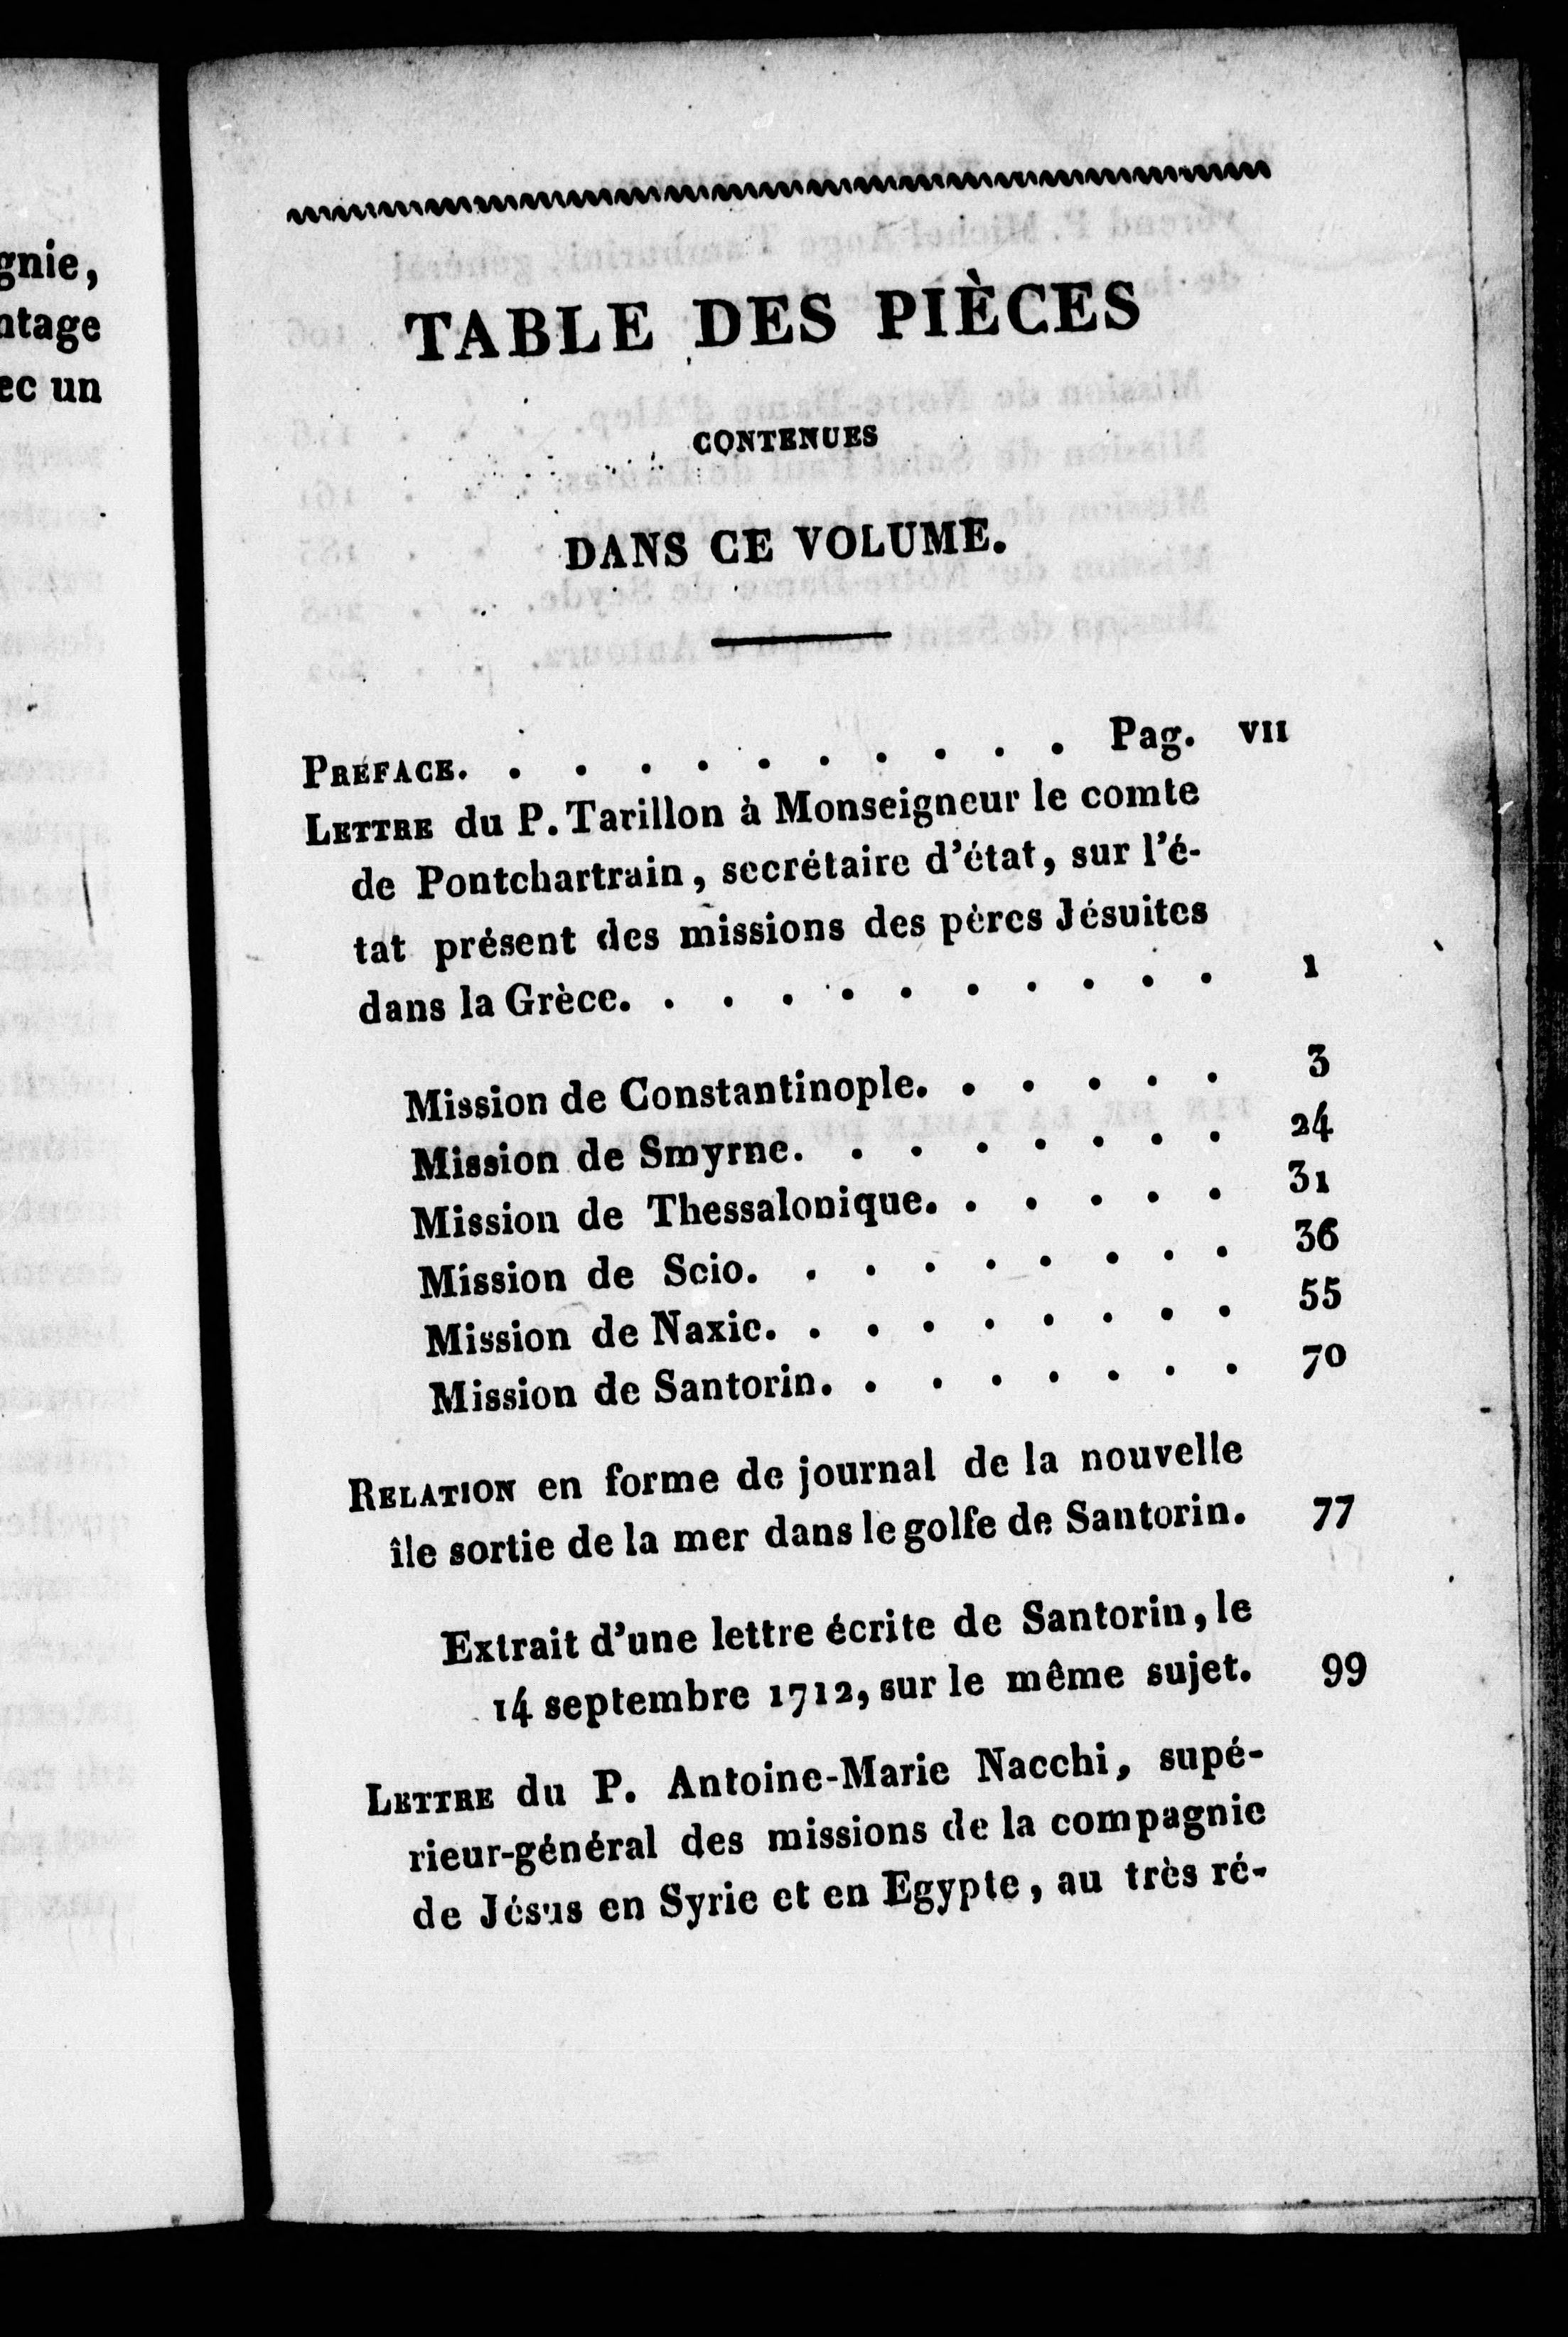 gnie,
ntage
ec un
TABLE DES PIÈCES
CONTENUES
DANS CE VOLUME.
PRÉFACE. . . . . . . . . . . Pag. VII
LETTRE du P. Tarillon à Monseigneur le comte
de Pontchartrain, secrétaire d'état, sur l'é-
tat présent des missions des pères Jésuites
dans la Grèce. . . . . . . . . . . 1
Mission de Constantinople. . . . . . 3
Mission de Smyrne. . . . . . . . 24
Mission de Thessalonique. . . . . . 31
Mission de Scio. . . . . . . . . 36
Mission de Naxie. . . . . . . . . 55
Mission de Santorin. . . . . . . . 70
RELATION en forme de journal de la nouvelle
île sortie de la mer dans le golfe de Santorin. 77
Extrait d'une lettre écrite de Santorin, le
14 septembre 1712, sur le même sujet. 99
LETTRE du P. Antoine-Marie Nacchi, supé-
rieur-général des missions de la compagnie
de Jésus en Syrie et en Egypte, au très ré-